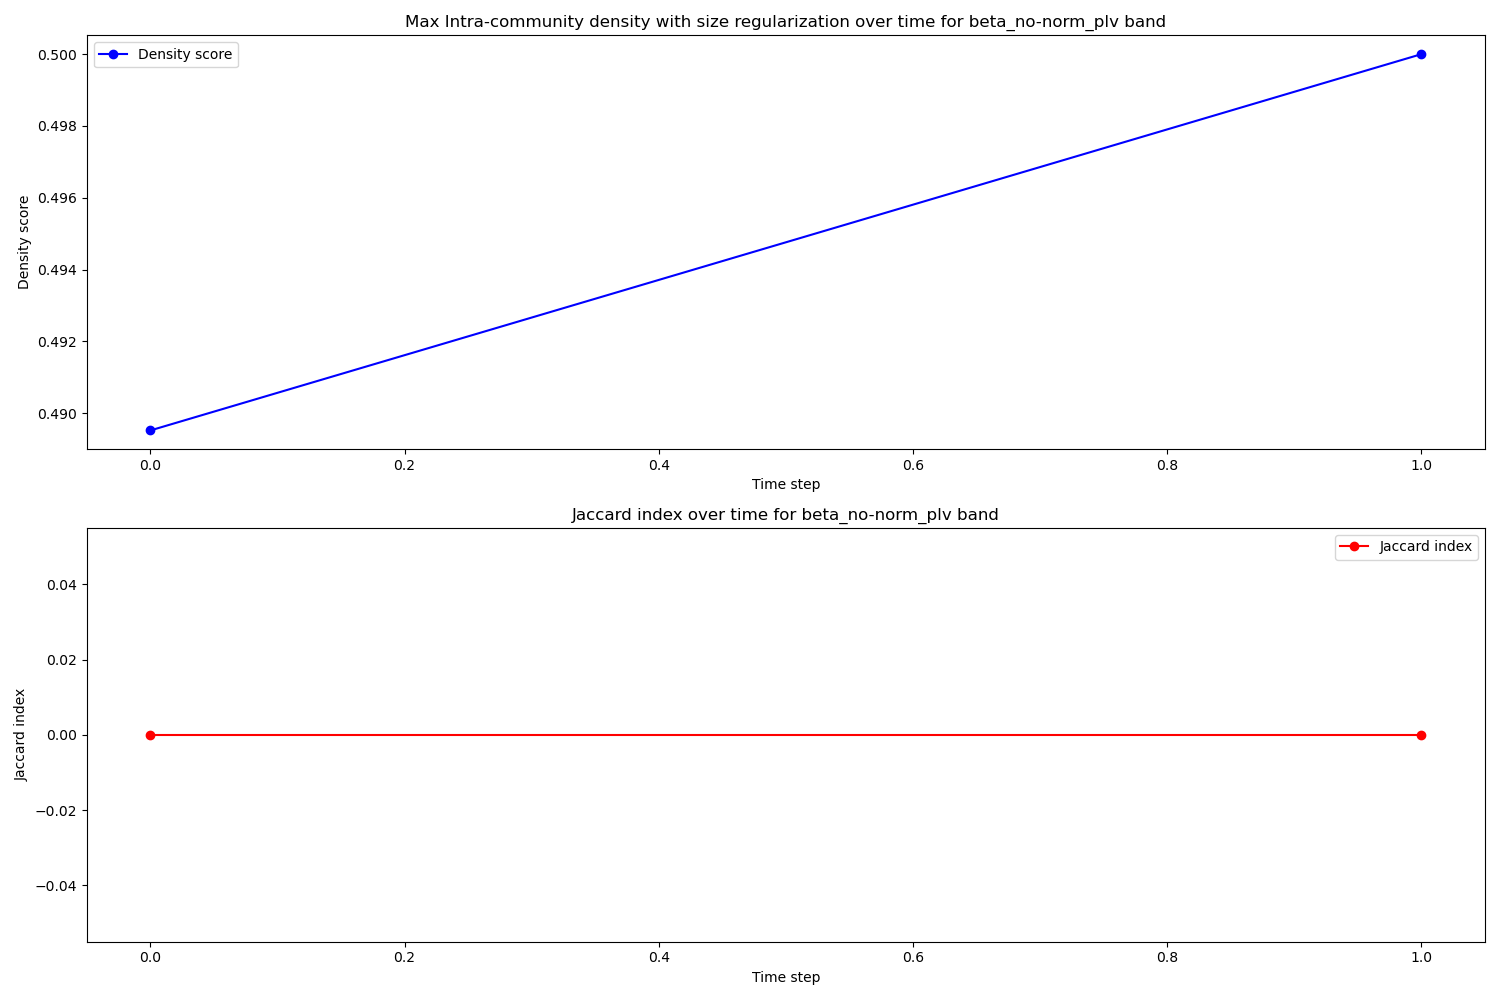 Max Intra-community density with size regularization over time for beta_no-norm_plv band
Density score
0.500
0.498
0.496
0.494
0.492
0.490
Density score
0.0
0.2
0.4
0.6
0.8
1.0
Time step
Jaccard index over time for beta_no-norm_plv band
Jaccard index
0.04
0.02
0.00
−0.02
−0.04
Jaccard index
0.0
0.2
0.4
0.6
0.8
1.0
Time step